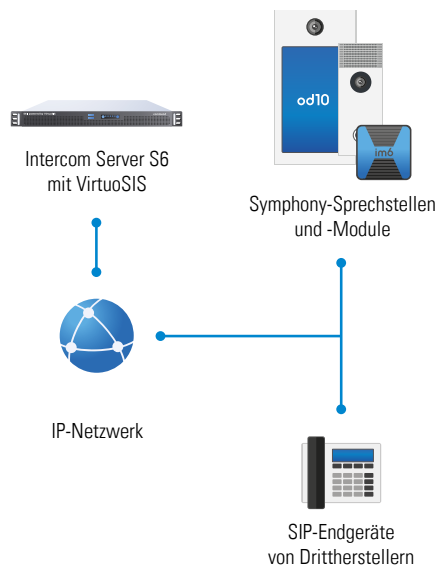 od10
im6
Intercom Server S6
mit VirtuoSIS
Symphony-Sprechstellen
und -Module
IP-Netzwerk
SIP-Endgeräte
von Drittherstellern